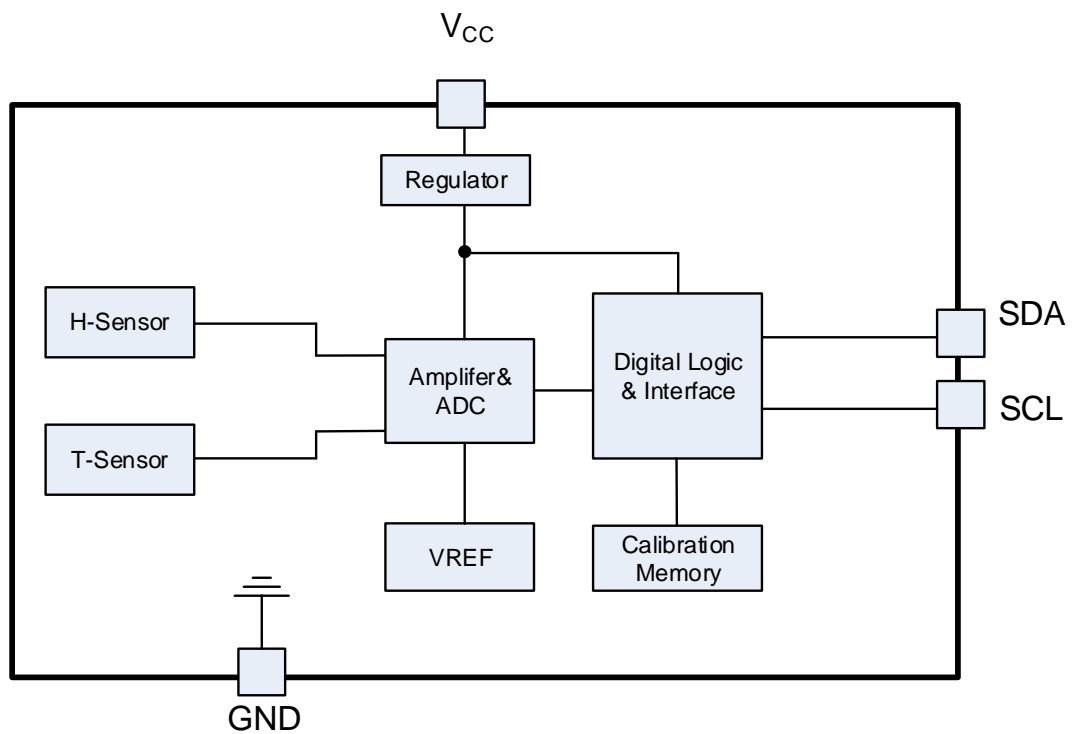 VCC
Regulator
H-Sensor
Amplifer&
ADC
Digital Logic
& Interface
SDA
SCL
T-Sensor
VREF
Calibration
Memory
GND